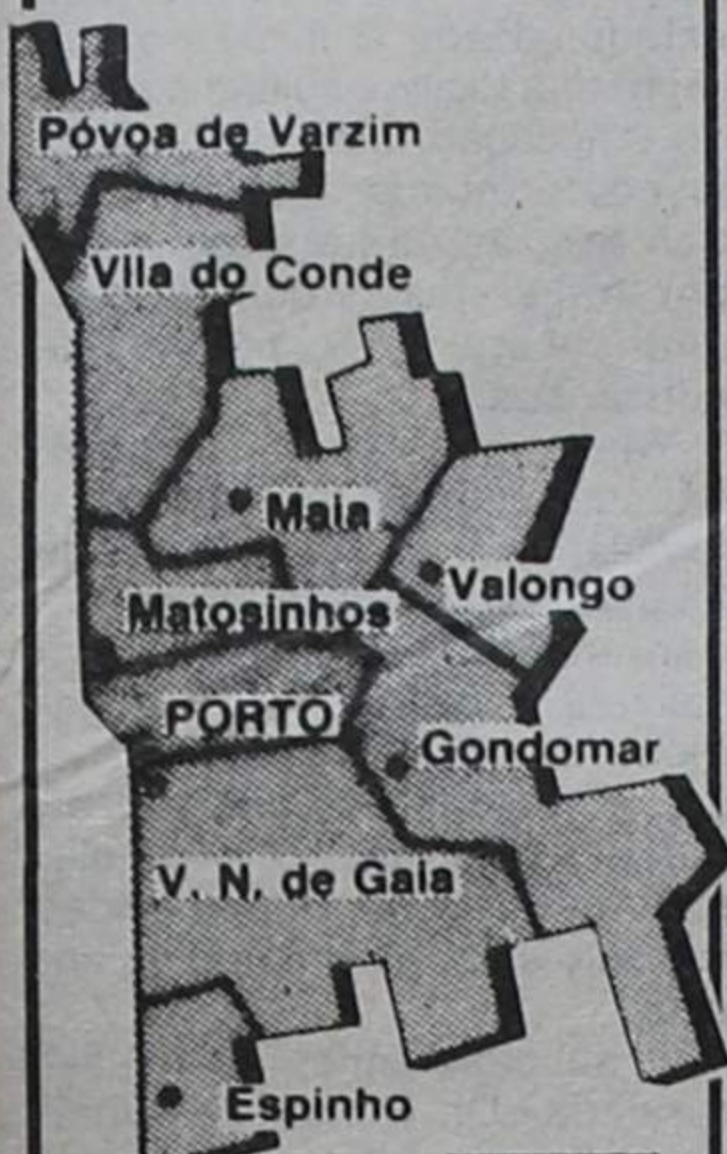 Póvoa de Varzim
Vila do Conde
Maia
Valongo
Matosinhos
PORTO
Gondomar
V. N. de Gaia
Espinho